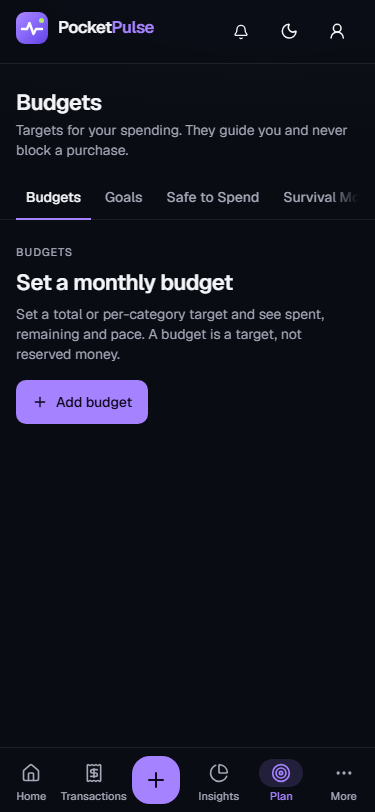 PocketPulse
Budgets
Targets for your spending. They guide you and never
block a purchase.
Budgets
Goals
Safe to Spend
Survival
BUDGETS
Set a monthly budget
Set a total or per-category target and see spent,
remaining and pace. A budget is a target, not
reserved money.
+ Add budget
Home
Transactions
Insights
Plan
More